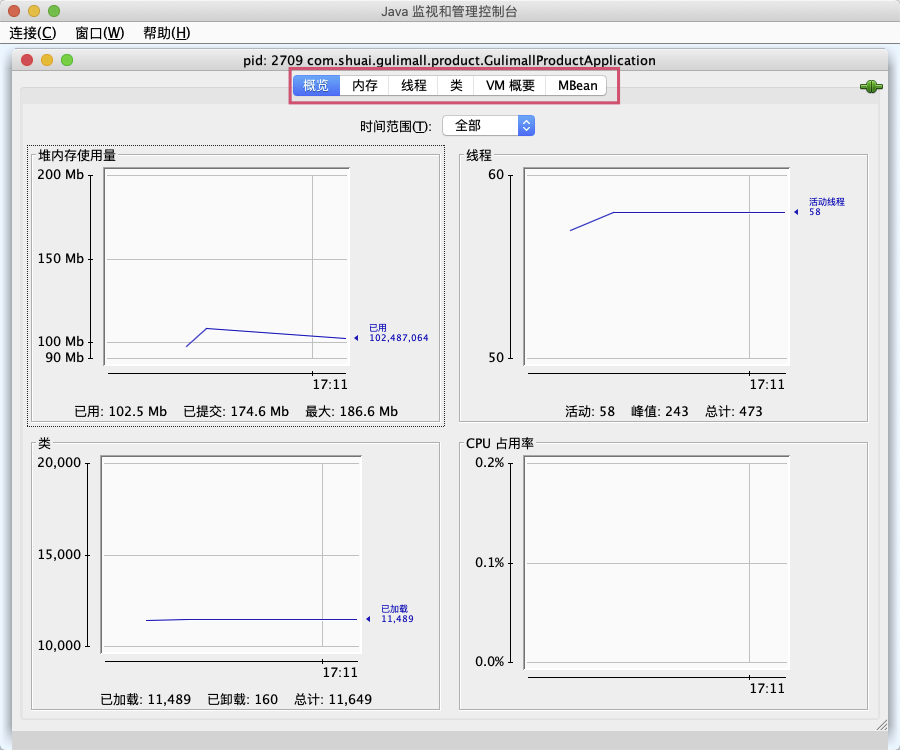 Java 监视和管理控制台
连接(C) 窗口(W) 帮助(H)
pid: 2709 com.shuai.gulimall.product.GulimallProductApplication
概览 内存 线程 类 VM 概要 MBean
时间范围(T): 全部
堆内存使用量
200 Mb
150 Mb
100 Mb
90 Mb
已用
102,487,064
17:11
已用: 102.5 Mb 已提交: 174.6 Mb 最大: 186.6 Mb
线程
60
50
活动线程
58
17:11
活动: 58 峰值: 243 总计: 473
类
20,000
15,000
10,000
已加载
11,489
17:11
已加载: 11,489 已卸载: 160 总计: 11,649
CPU 占用率
0.2%
0.1%
0.0%
17:11